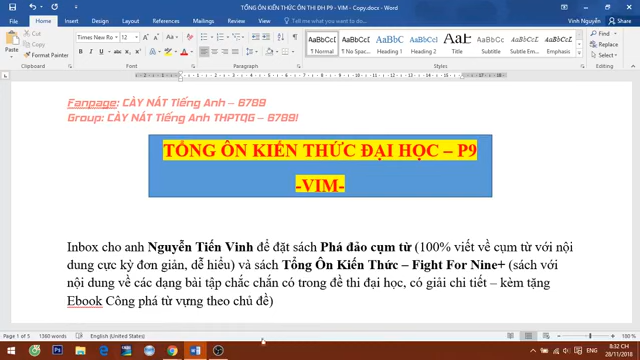 TỔNG ÔN KIẾN THỨC ÔN THI ĐH P9 - VIM - Copy.docx - Word
Vinh Nguyễn
Share
File
Home
Insert
Design
Layout
References
Mailings
Review
View
Tell me what you want to do...
Paste
Cut
Copy
Format Painter
Clipboard
Times New Ro
12
Font
Paragraph
AaBbCcI AaBbCcI AaBbC AaBbCc AaB AaBbCcD
¶ Normal
¶ No Spac...
Heading 1
Heading 2
Title
Subtitle
Styles
Find
Replace
Select
Editing
Fanpage: CÀY NÁT Tiếng Anh – 6789
Group: CÀY NÁT Tiếng Anh THPTQG – 6789!
TỔNG ÔN KIẾN THỨC ĐẠI HỌC – P9
-VIM-
Inbox cho anh Nguyễn Tiến Vinh để đặt sách Phá đảo cụm từ (100% viết về cụm từ với nội
dung cực kỳ đơn giản, dễ hiểu) và sách Tổng Ôn Kiến Thức – Fight For Nine+ (sách với
nội dung về các dạng bài tập chắc chắn có trong đề thi đại học, có giải chi tiết – kèm tặng
Ebook Công phá từ vựng theo chủ đề)
Page 1 of 5
1360 words
English (United States)
100 %
ENG
8:32 CH
28/11/2018